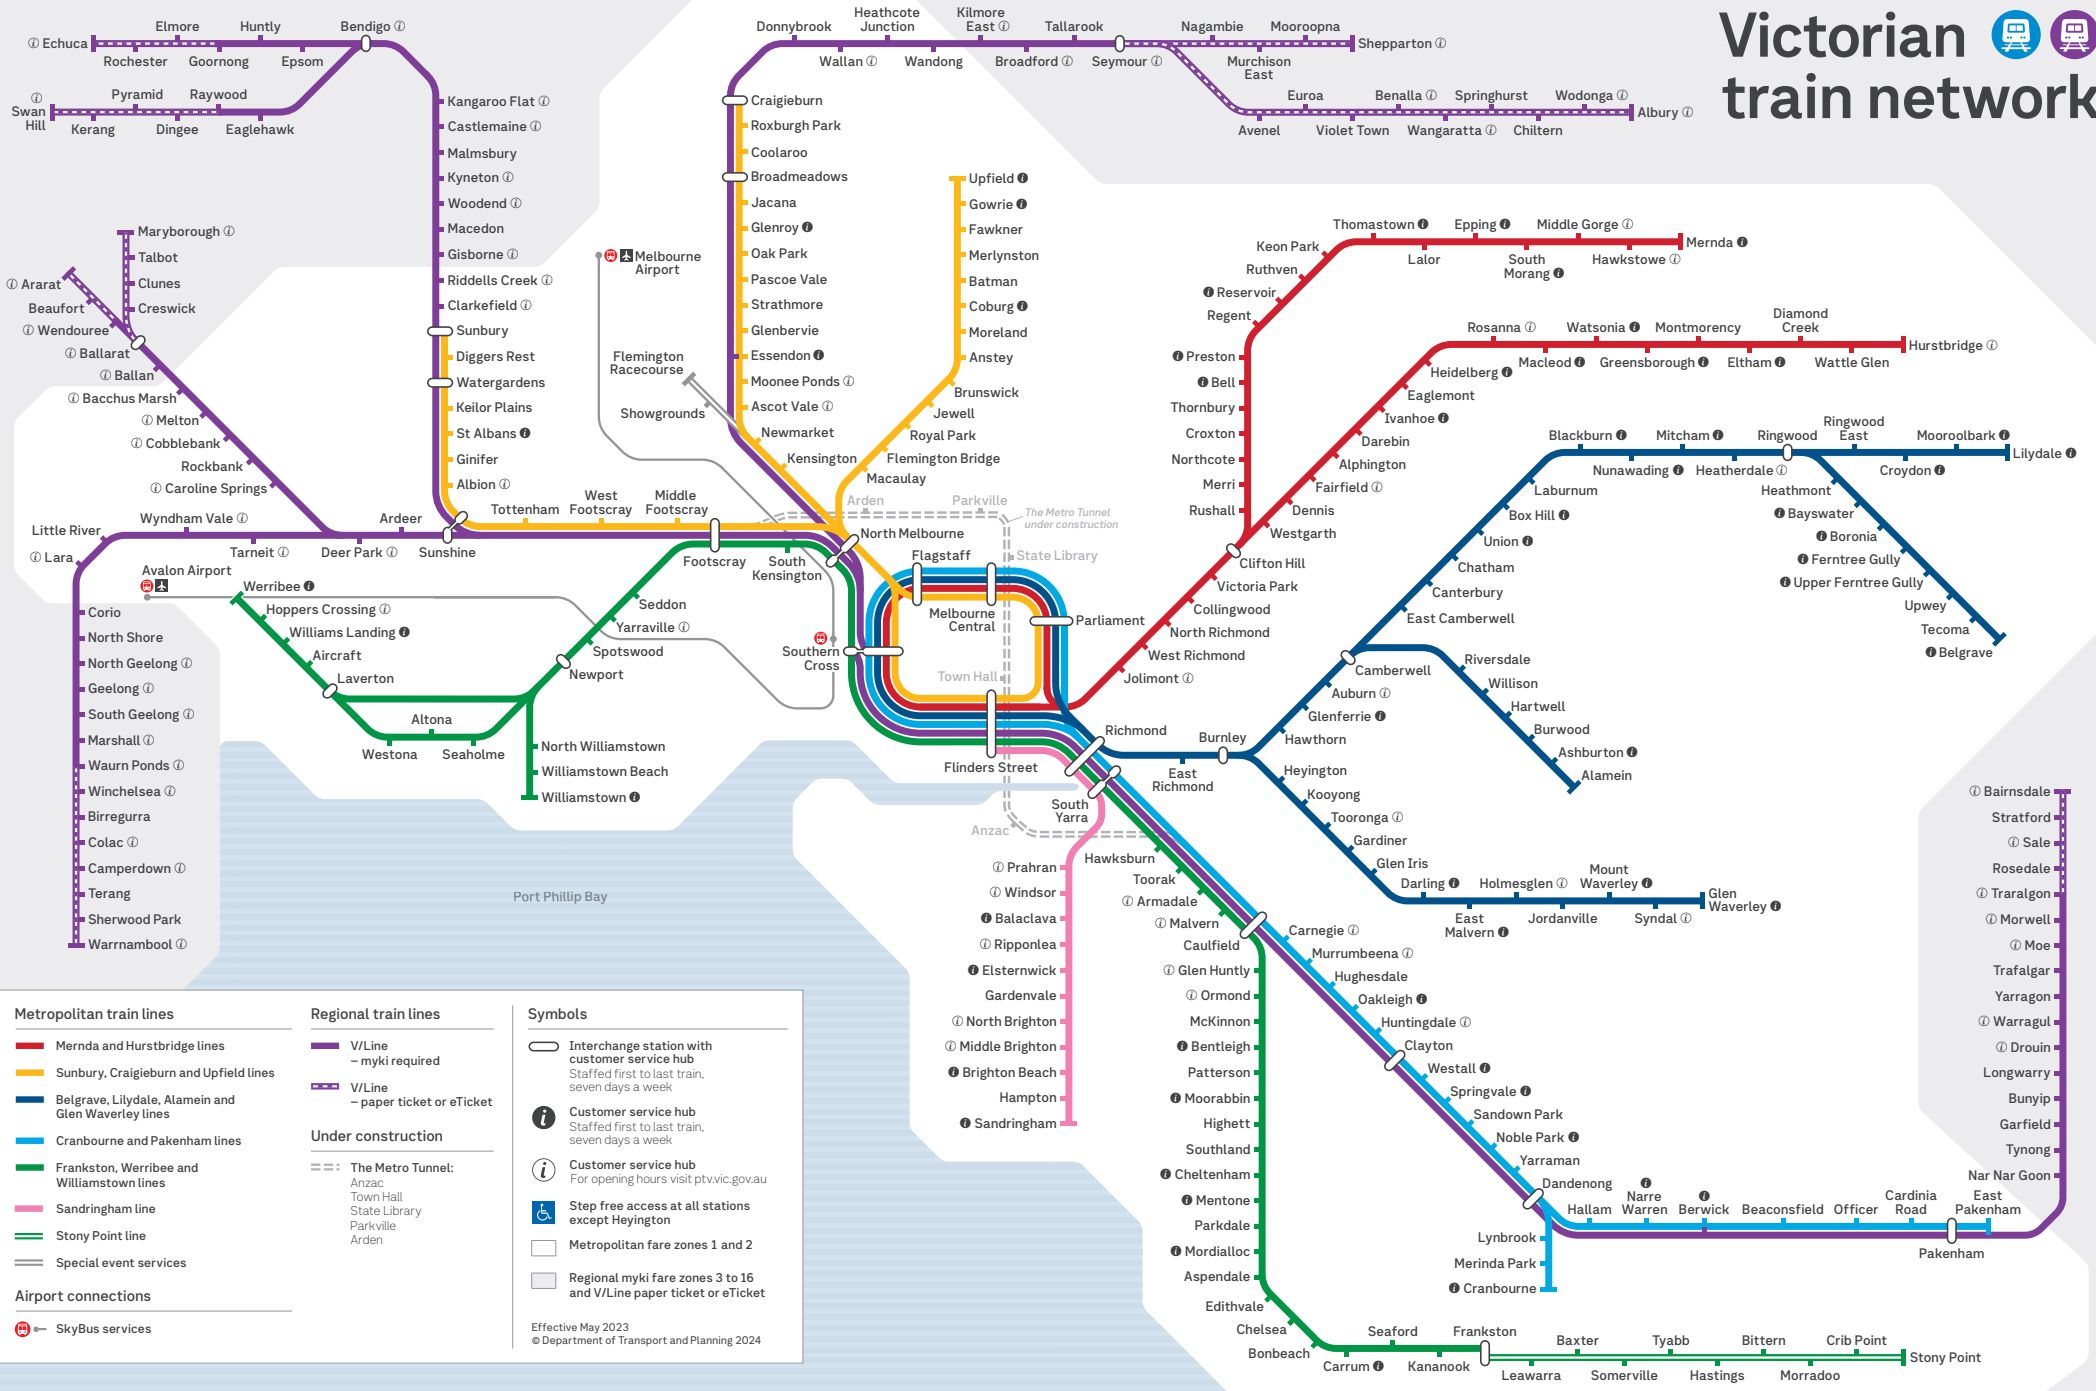 Victorian
train network
Echuca
Elmore
Huntly
Bendigo
Rochester
Goornong
Epsom
Swan
Hill
Pyramid
Raywood
Kerang
Dingee
Eaglehawk
Kangaroo Flat
Castlemaine
Malmsbury
Kyneton
Woodend
Macedon
Gisborne
Riddells Creek
Clarkefield
Sunbury
Diggers Rest
Watergardens
Keilor Plains
St Albans
Ginifer
Albion
Maryborough
Talbot
Clunes
Creswick
Ararat
Beaufort
Wendouree
Ballarat
Ballan
Bacchus Marsh
Melton
Cobblebank
Rockbank
Caroline Springs
Little River
Wyndham Vale
Ardeer
Lara
Tarneit
Deer Park
Sunshine
Tottenham
West
Footscray
Middle
Footscray
Footscray
South
Kensington
Donnybrook
Heathcote
Junction
Kilmore
East
Tallarook
Wallan
Wandong
Broadford
Seymour
Nagambie
Mooroopna
Shepparton
Murchison
East
Euroa
Benalla
Springhurst
Wodonga
Albury
Avenel
Violet Town
Wangaratta
Chiltern
Craigieburn
Roxburgh Park
Coolaroo
Broadmeadows
Jacana
Glenroy
Oak Park
Pascoe Vale
Strathmore
Glenbervie
Essendon
Moonee Ponds
Ascot Vale
Newmarket
Kensington
Melbourne
Airport
Flemington
Racecourse
Showgrounds
Upfield
Gowrie
Fawkner
Merlynston
Batman
Coburg
Moreland
Anstey
Brunswick
Jewell
Royal Park
Flemington Bridge
Macaulay
Arden
Parkville
The Metro Tunnel
under construction
State Library
Town Hall
Anzac
North Melbourne
Flagstaff
Melbourne
Central
Parliament
Southern
Cross
Flinders Street
Richmond
South
Yarra
Thomastown
Epping
Middle Gorge
Mernda
Keon Park
Lalor
South
Morang
Hawkstowe
Ruthven
Reservoir
Regent
Preston
Bell
Thornbury
Croxton
Northcote
Merri
Rushall
Rosanna
Watsonia
Montmorency
Diamond
Creek
Hurstbridge
Heidelberg
Macleod
Greensborough
Eltham
Wattle Glen
Eaglemont
Ivanhoe
Darebin
Alphington
Fairfield
Dennis
Westgarth
Clifton Hill
Victoria Park
Collingwood
North Richmond
West Richmond
Jolimont
Blackburn
Mitcham
Ringwood
Ringwood
East
Mooroolbark
Lilydale
Nunawading
Heatherdale
Croydon
Laburnum
Box Hill
Union
Chatham
Canterbury
East Camberwell
Camberwell
Auburn
Glenferrie
Hawthorn
Burnley
East
Richmond
Heathmont
Bayswater
Boronia
Ferntree Gully
Upper Ferntree Gully
Upwey
Tecoma
Belgrave
Riversdale
Willison
Hartwell
Burwood
Ashburton
Alamein
Heyington
Kooyong
Tooronga
Gardiner
Glen Iris
Darling
Holmesglen
Mount
Waverley
Glen
Waverley
East
Malvern
Jordanville
Syndal
Avalon Airport
Werribee
Hoppers Crossing
Williams Landing
Aircraft
Laverton
Altona
Westona
Seaholme
Seddon
Yarraville
Spotswood
Newport
North Williamstown
Williamstown Beach
Williamstown
Corio
North Shore
North Geelong
Geelong
South Geelong
Marshall
Waurn Ponds
Winchelsea
Birregurra
Colac
Camperdown
Terang
Sherwood Park
Warrnambool
Port Phillip Bay
Prahran
Windsor
Balaclava
Ripponlea
Elsternwick
Gardenvale
North Brighton
Middle Brighton
Brighton Beach
Hampton
Sandringham
Hawksburn
Toorak
Armadale
Malvern
Caulfield
Glen Huntly
Ormond
McKinnon
Bentleigh
Patterson
Moorabbin
Highett
Southland
Cheltenham
Mentone
Parkdale
Mordialloc
Aspendale
Edithvale
Chelsea
Bonbeach
Carrum
Seaford
Kananook
Frankston
Leawarra
Baxter
Somerville
Tyabb
Hastings
Bittern
Morradoo
Crib Point
Stony Point
Carnegie
Murrumbeena
Hughesdale
Oakleigh
Huntingdale
Clayton
Westall
Springvale
Sandown Park
Noble Park
Yarraman
Dandenong
Lynbrook
Merinda Park
Cranbourne
Hallam
Narre
Warren
Berwick
Beaconsfield
Officer
Cardinia
Road
East
Pakenham
Pakenham
Bairnsdale
Stratford
Sale
Rosedale
Traralgon
Morwell
Moe
Trafalgar
Yarragon
Warragul
Drouin
Longwarry
Bunyip
Garfield
Tynong
Nar Nar Goon
Metropolitan train lines
Mernda and Hurstbridge lines
Sunbury, Craigieburn and Upfield lines
Belgrave, Lilydale, Alamein and
Glen Waverley lines
Cranbourne and Pakenham lines
Frankston, Werribee and
Williamstown lines
Sandringham line
Stony Point line
Special event services
Airport connections
SkyBus services
Regional train lines
V/Line
– myki required
V/Line
– paper ticket or eTicket
Under construction
The Metro Tunnel:
Anzac
Town Hall
State Library
Parkville
Arden
Symbols
Interchange station with
customer service hub
Staffed first to last train,
seven days a week
Customer service hub
Staffed first to last train,
seven days a week
Customer service hub
For opening hours visit ptv.vic.gov.au
Step free access at all stations
except Heyington
Metropolitan fare zones 1 and 2
Regional myki fare zones 3 to 16
and V/Line paper ticket or eTicket
Effective May 2023
© Department of Transport and Planning 2024